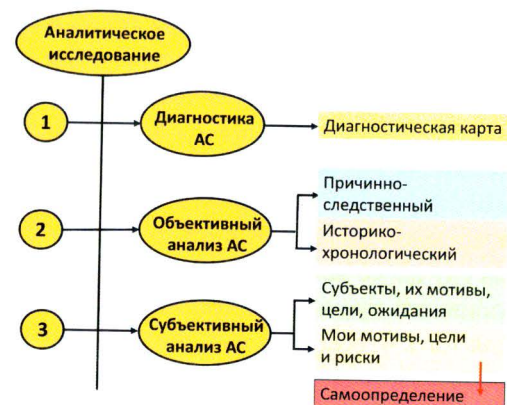 Аналитическое
исследование
1
Диагностика
АС
Диагностическая карта
2
Объективный
анализ АС
Причинно-
следственный
Историко-
хронологический
3
Субъективный
анализ АС
Субъекты, их мотивы,
цели, ожидания
Мои мотивы, цели
и риски
Самоопределение